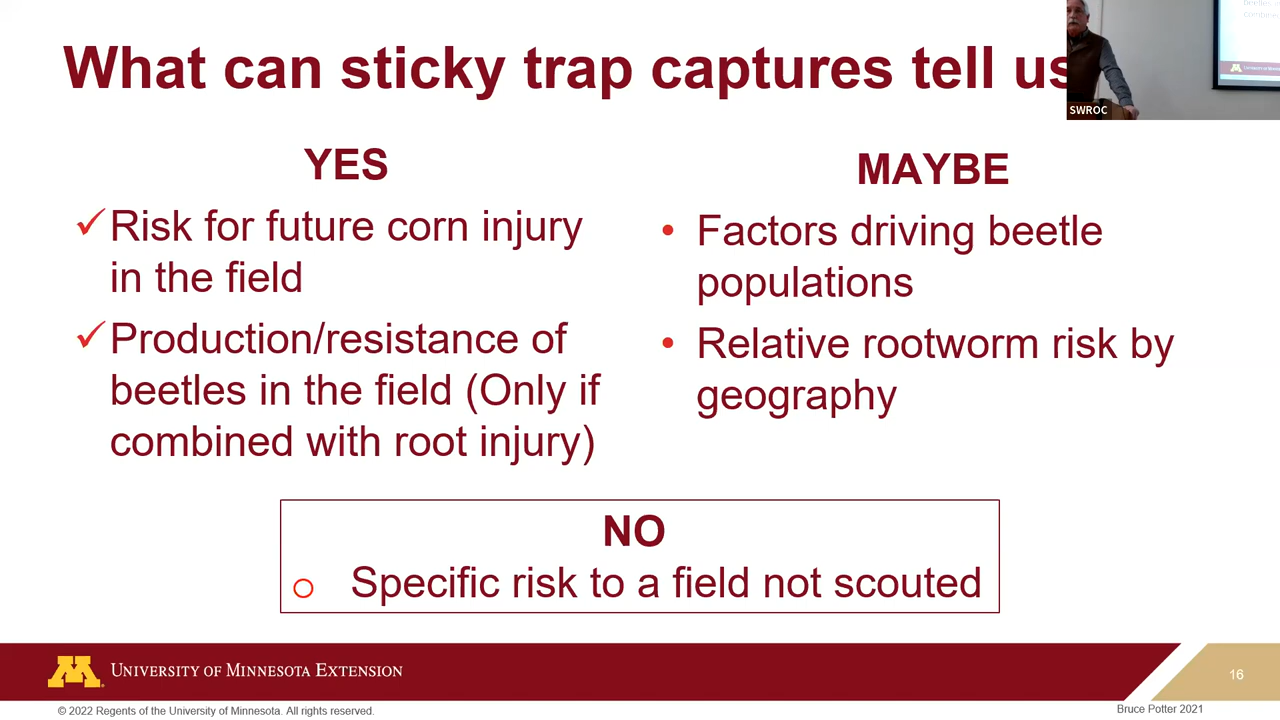 What can sticky trap captures tell us
SWROC
YES
✓ Risk for future corn injury
in the field
✓ Production/resistance of
beetles in the field (Only if
combined with root injury)
MAYBE
• Factors driving beetle
populations
• Relative rootworm risk by
geography
NO
o Specific risk to a field not scouted
M
UNIVERSITY OF MINNESOTA EXTENSION
16
© 2022 Regents of the University of Minnesota. All rights reserved.
Bruce Potter 2021